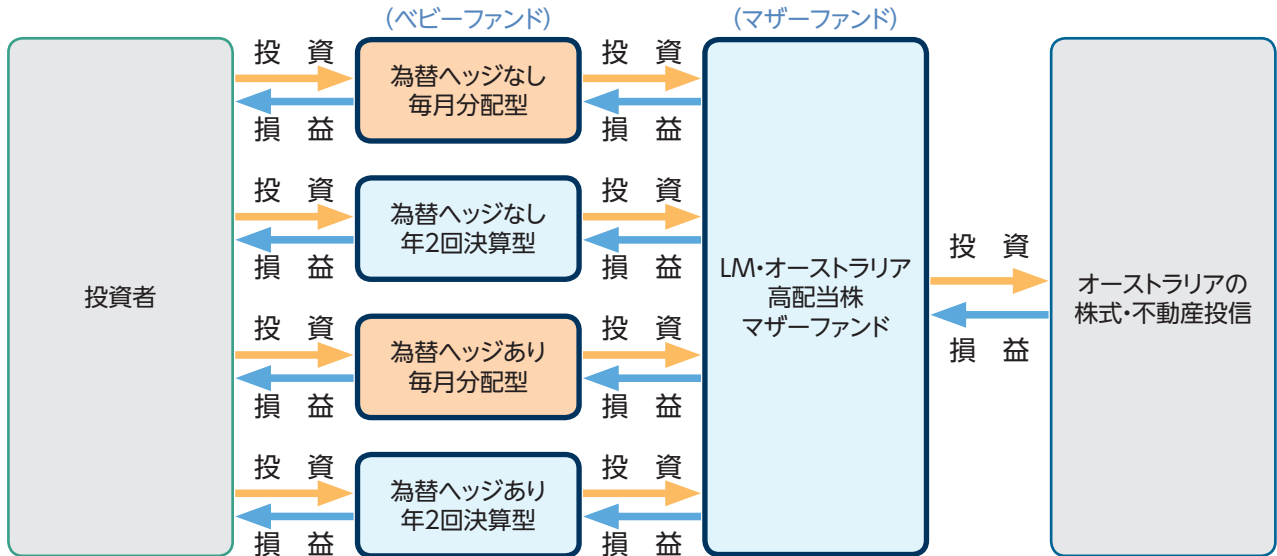 (ベビーファンド)
(マザーファンド)
投資者
投資
損益
為替ヘッジなし
毎月分配型
投資
損益
投資
損益
為替ヘッジなし
年2回決算型
投資
損益
投資
損益
為替ヘッジあり
毎月分配型
投資
損益
投資
損益
為替ヘッジあり
年2回決算型
投資
損益
LM・オーストラリア
高配当株
マザーファンド
投資
損益
オーストラリアの
株式・不動産投信